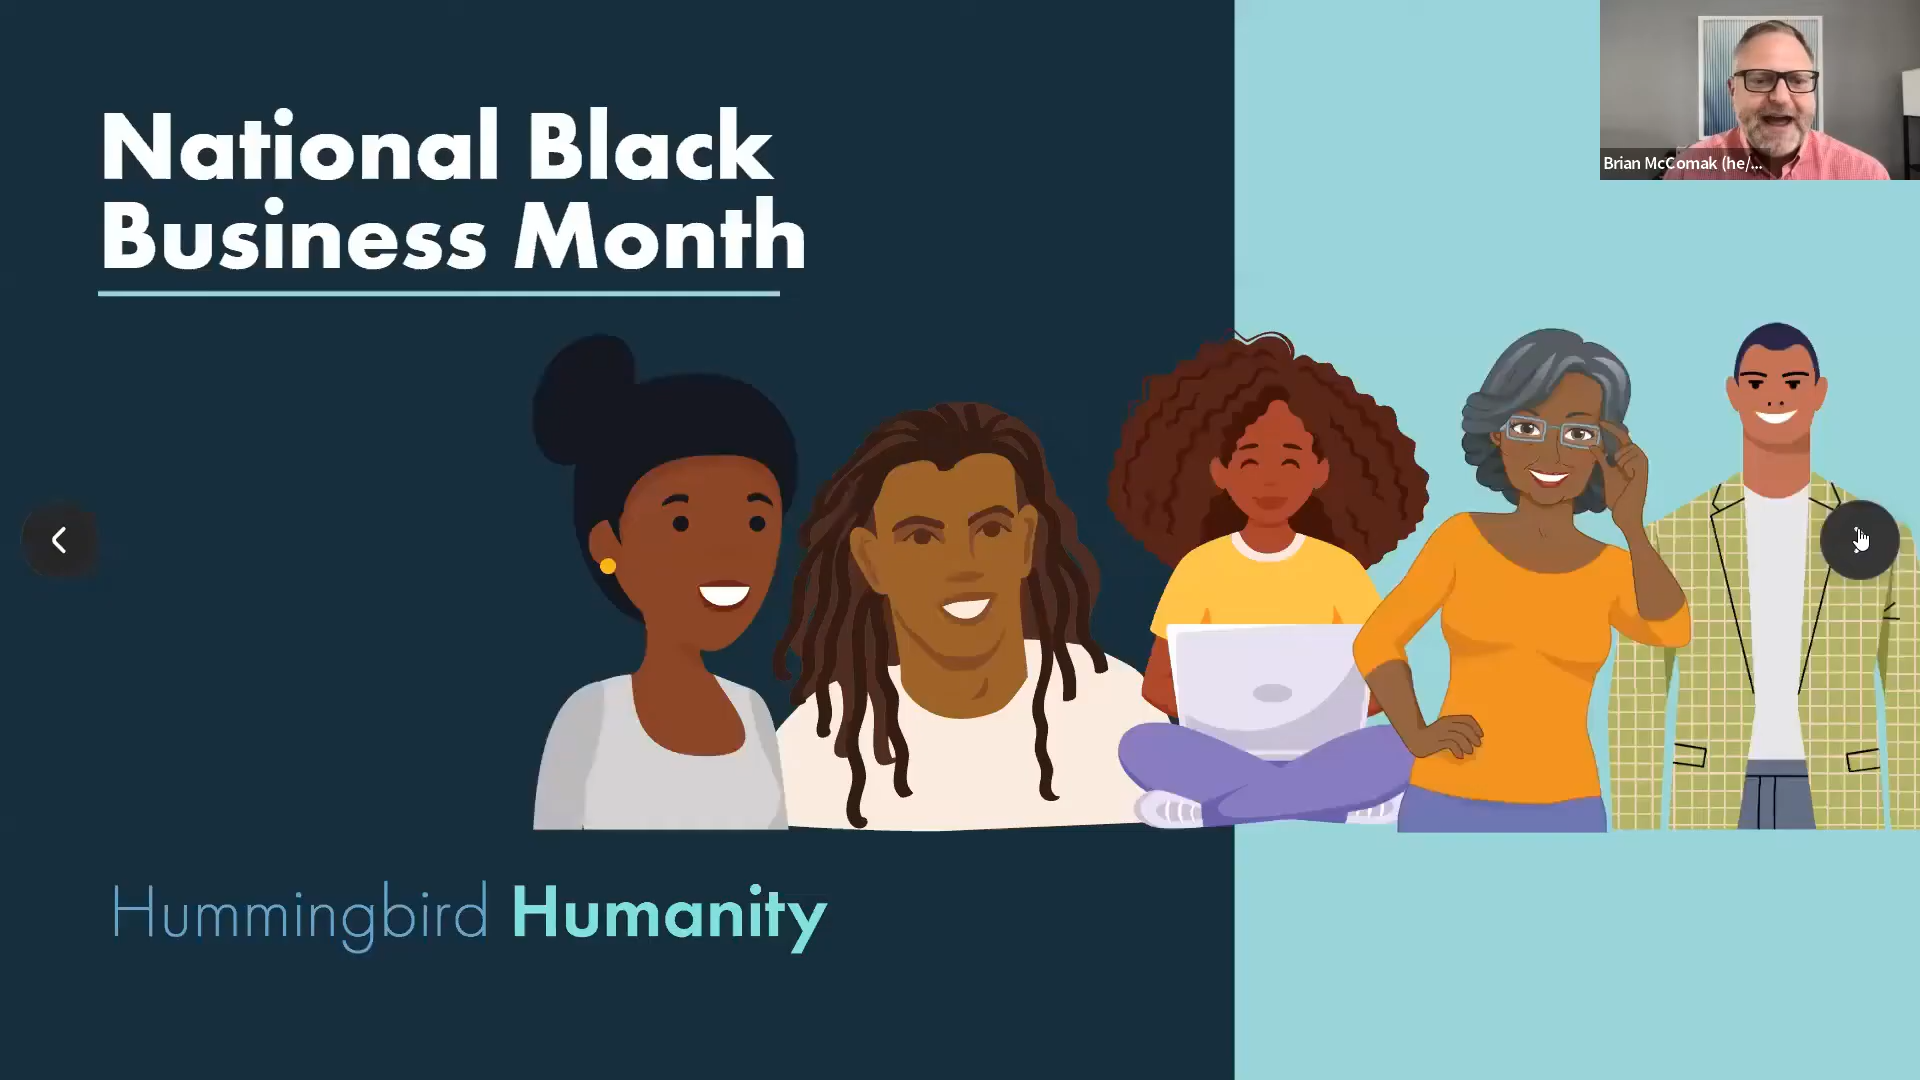 National Black
Business Month
Brian McComak (he/...
Hummingbird Humanity